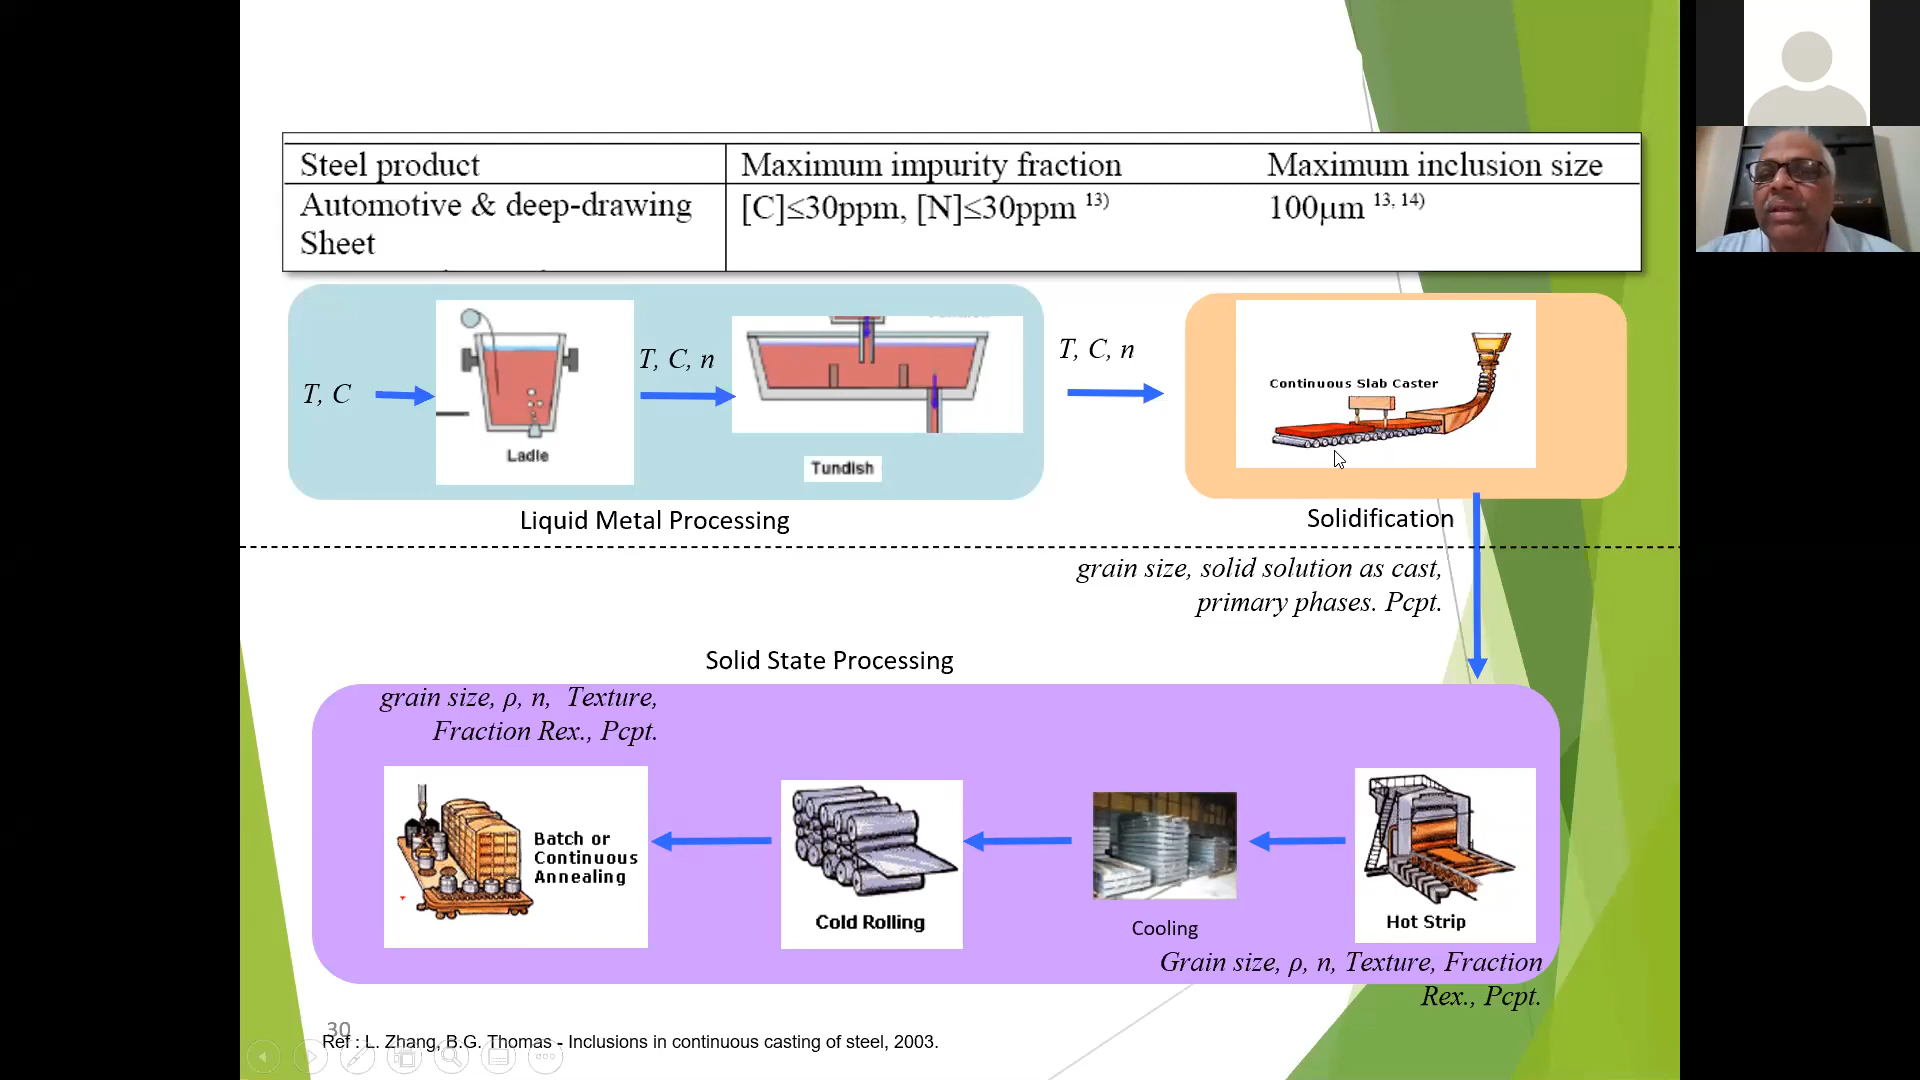 Steel product Maximum impurity fraction Maximum inclusion size
Automotive & deep-drawing [C]≤30ppm, [N]≤30ppm 13) 100μm 13, 14)
Sheet
T, C
Ladle
T, C, n
Tundish
T, C, n
Continuous Slab Caster
Liquid Metal Processing
Solidification
grain size, solid solution as cast,
primary phases. Pcpt.
Solid State Processing
grain size, ρ, n, Texture,
Fraction Rex., Pcpt.
Batch or
Continuous
Annealing
Cold Rolling
Cooling
Hot Strip
Grain size, ρ, n, Texture, Fraction
Rex., Pcpt.
30
Ref : L. Zhang, B.G. Thomas - Inclusions in continuous casting of steel, 2003.